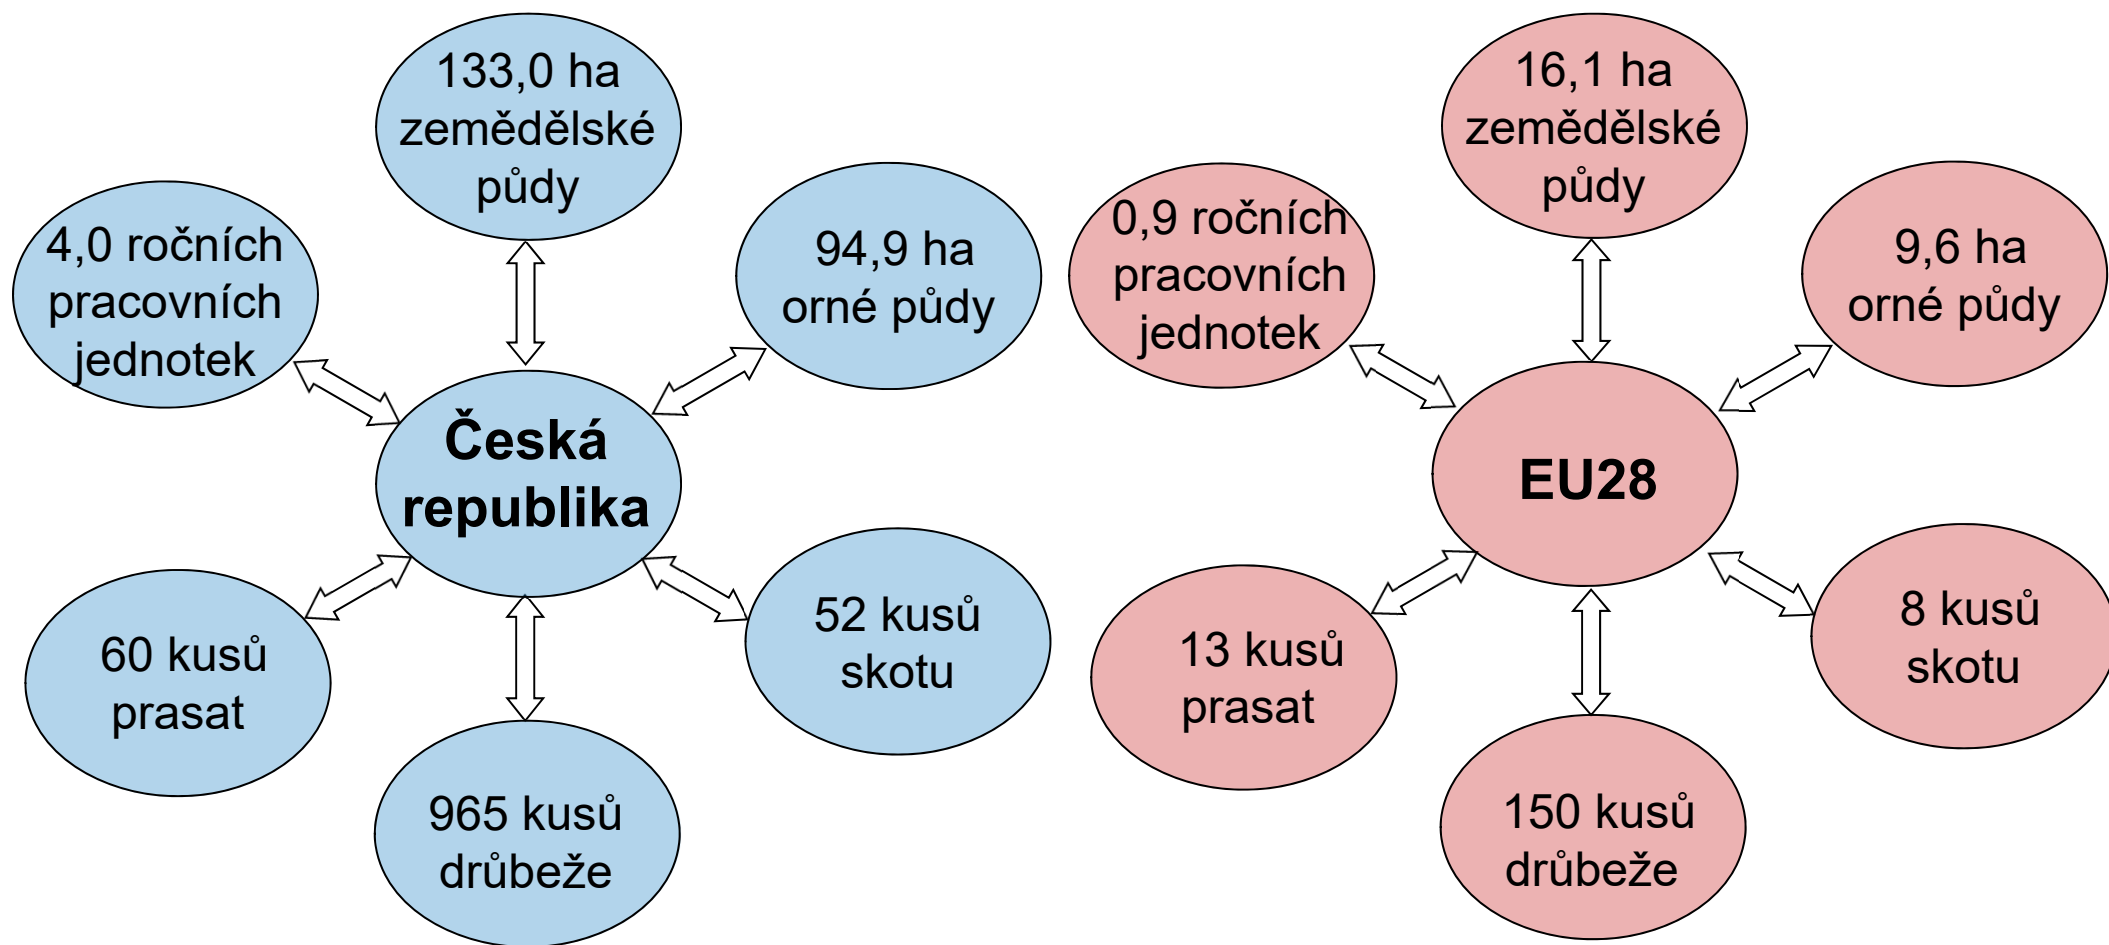 133,0 ha
zemědělské
půdy
4,0 ročních
pracovních
jednotek
94,9 ha
orné půdy
Česká
republika
60 kusů
prasat
52 kusů
skotu
965 kusů
drůbeže
16,1 ha
zemědělské
půdy
0,9 ročních
pracovních
jednotek
9,6 ha
orné půdy
EU28
13 kusů
prasat
8 kusů
skotu
150 kusů
drůbeže